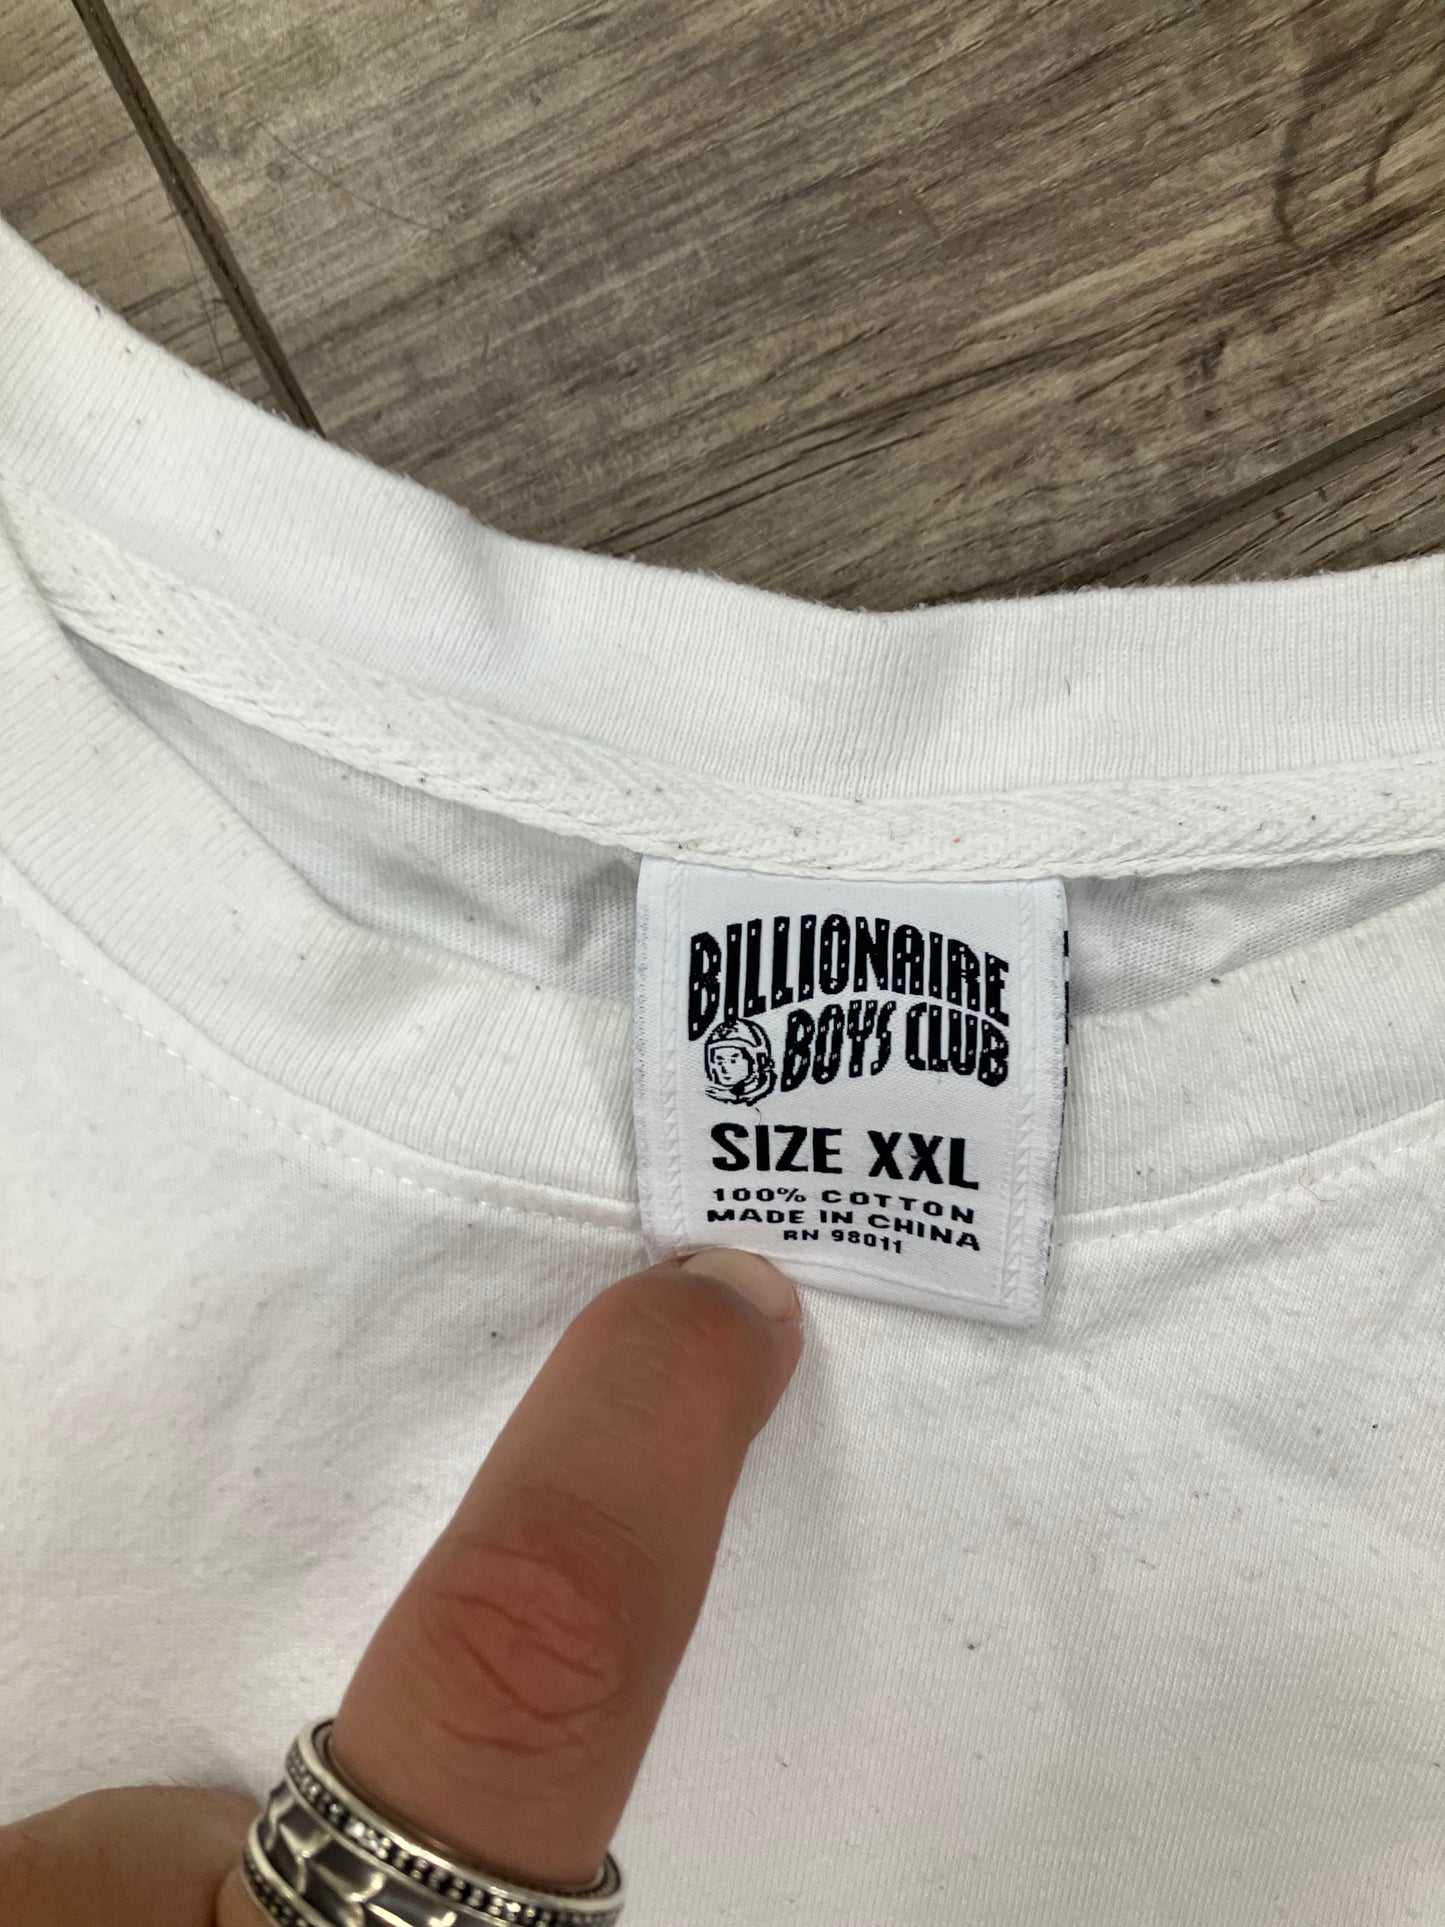 BILLIONAIRE
BOYS CLUB
SIZE XXL
100% COTTON
MADE IN CHINA
RN 98011